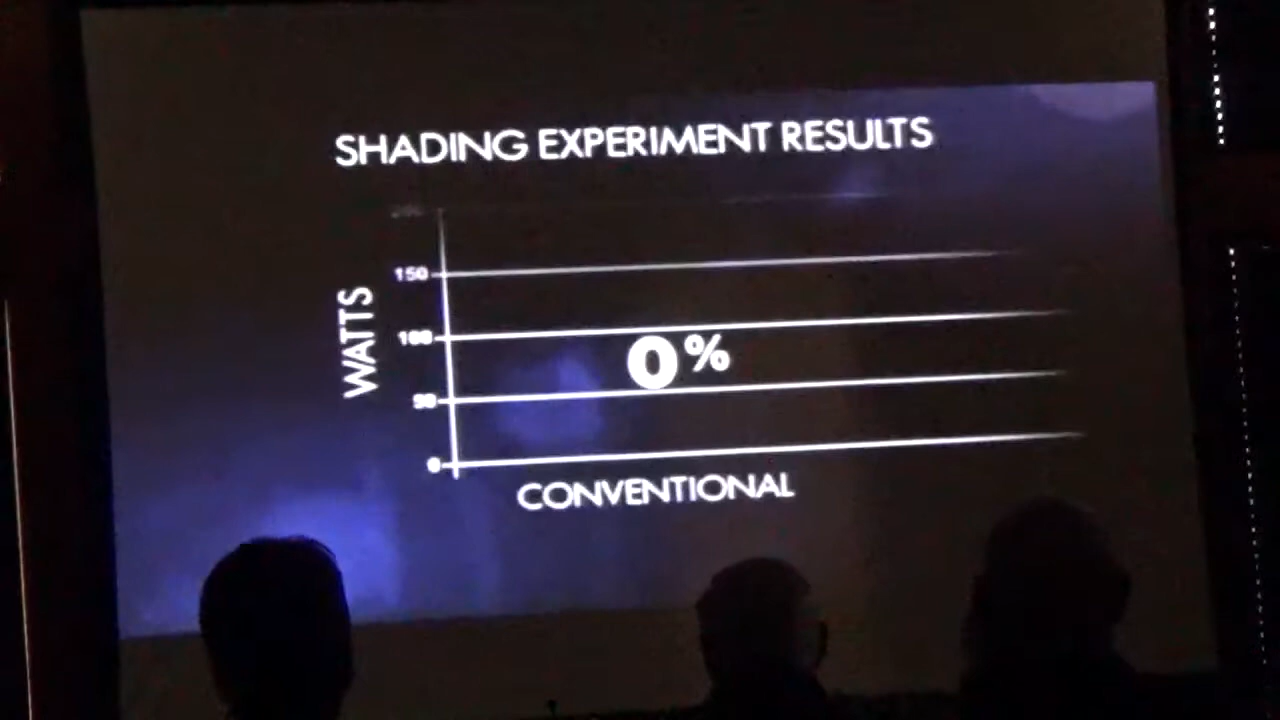 SHADING EXPERIMENT RESULTS
150
WATTS
100
0%
50
0
CONVENTIONAL